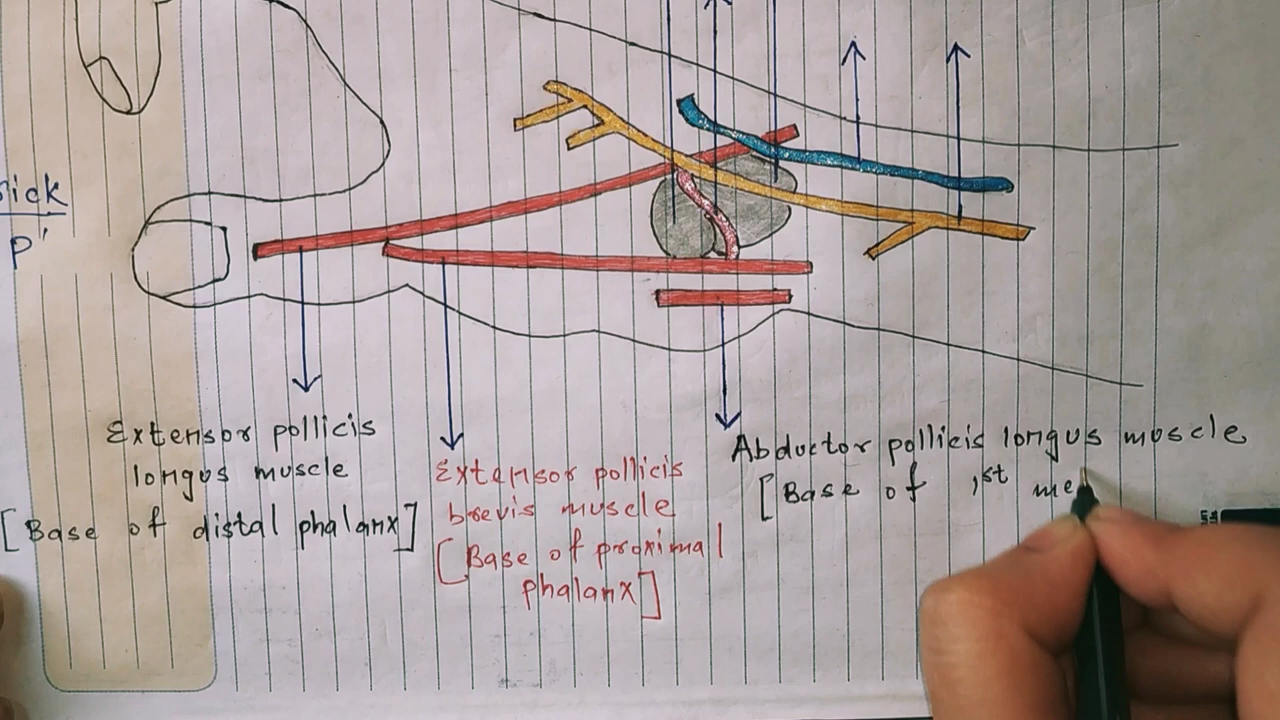 sick
p'
Extensor pollicis
longus muscle
[Base of distal phalanx]
Extensor pollicis
brevis muscle
[Base of proximal
phalanx]
Abductor pollicis longus muscle
[Base of 1st me